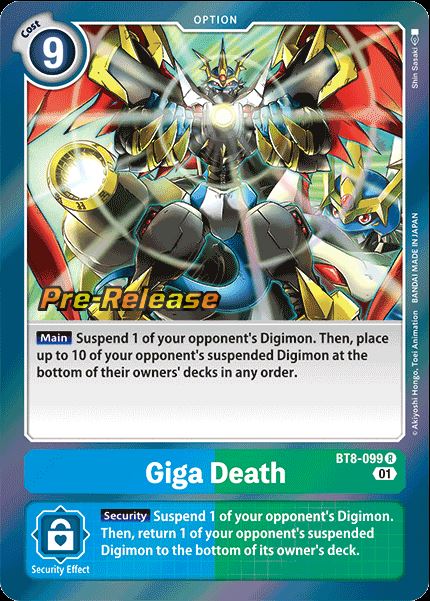 OPTION
Cost
9
Shin Sasaki
Pre-Release
© Akiyoshi Hongo, Toei Animation BANDAI MADE IN JAPAN
Main Suspend 1 of your opponent's Digimon. Then, place
up to 10 of your opponent's suspended Digimon at the
bottom of their owners' decks in any order.
BT8-099 R
Giga Death
01
Security Suspend 1 of your opponent's Digimon.
Then, return 1 of your opponent's suspended
Digimon to the bottom of its owner's deck.
Security Effect